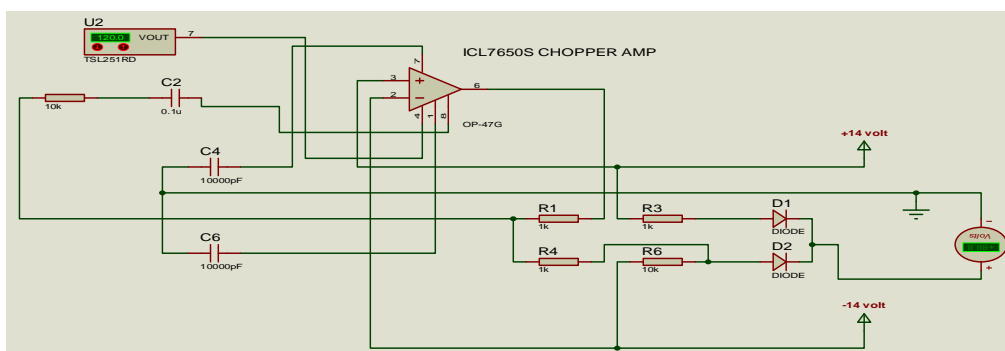 U2
120.0
VOUT
7
TSL251RD
ICL7650S CHOPPER AMP
7
3
6
2
4
1
8
OP-47G
10k
C2
0.1u
+14 volt
C4
10000pF
R1
1k
R3
1k
D1
DIODE
C6
10000pF
R4
1k
R6
10k
D2
DIODE
Volts
-14 volt